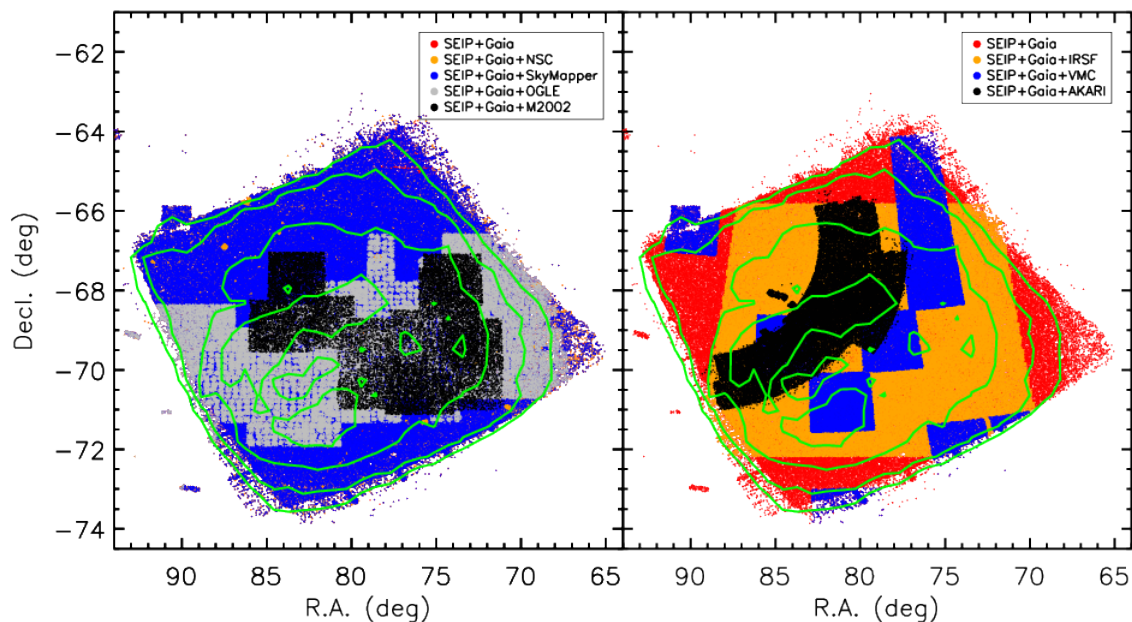 SEIP+Gaia
SEIP+Gaia+NSC
SEIP+Gaia+SkyMapper
SEIP+Gaia+OGLE
SEIP+Gaia+M2002
SEIP+Gaia
SEIP+Gaia+IRSF
SEIP+Gaia+VMC
SEIP+Gaia+AKARI
Decl. (deg)
−62
−64
−66
−68
−70
−72
−74
90 85 80 75 70 65
90 85 80 75 70 65
R.A. (deg)
R.A. (deg)